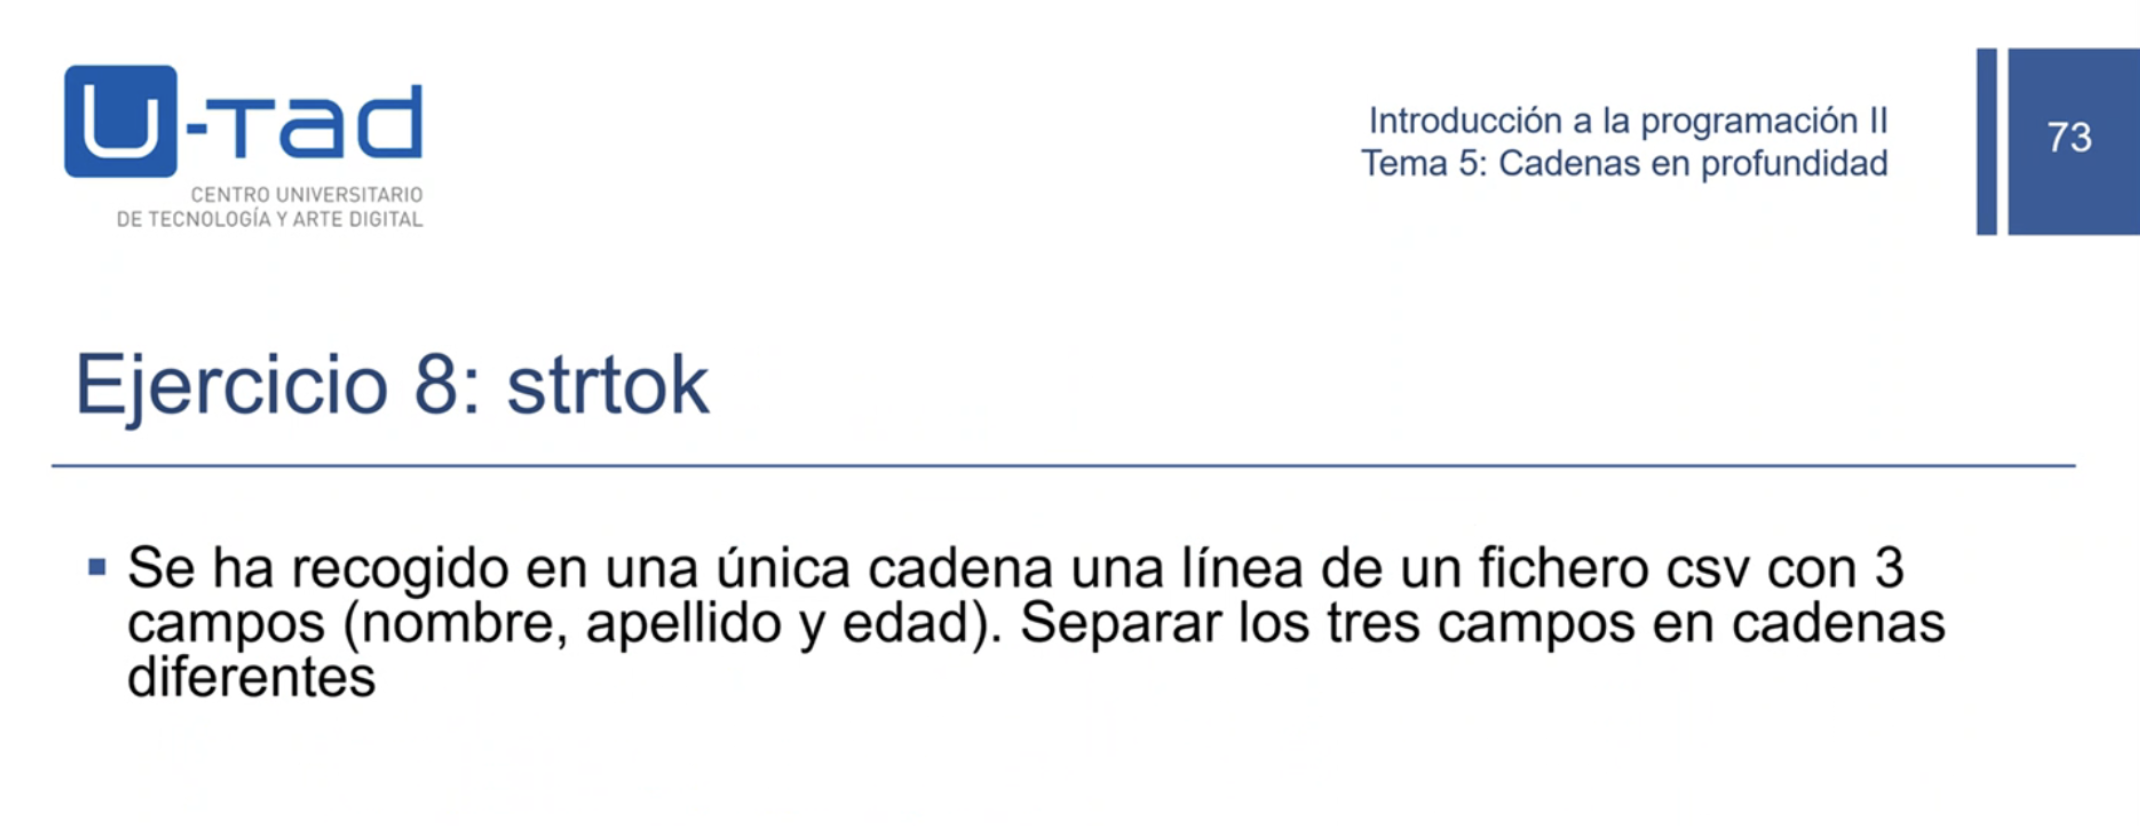 U-tad
CENTRO UNIVERSITARIO
DE TECNOLOGÍA Y ARTE DIGITAL
Introducción a la programación II
Tema 5: Cadenas en profundidad
73
Ejercicio 8: strtok
Se ha recogido en una única cadena una línea de un fichero csv con 3
campos (nombre, apellido y edad). Separar los tres campos en cadenas
diferentes